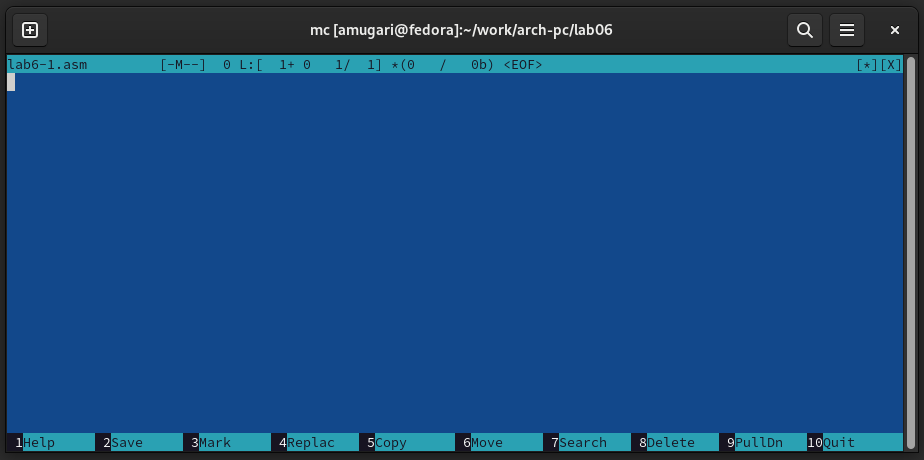 mc [amugari@fedora]:~/work/arch-pc/lab06
lab6-1.asm [-M--] 0 L:[ 1+ 0 1/ 1] *(0 / 0b) <EOF> [*][X]
1Help 2Save 3Mark 4Replac 5Copy 6Move 7Search 8Delete 9PullDn 10Quit